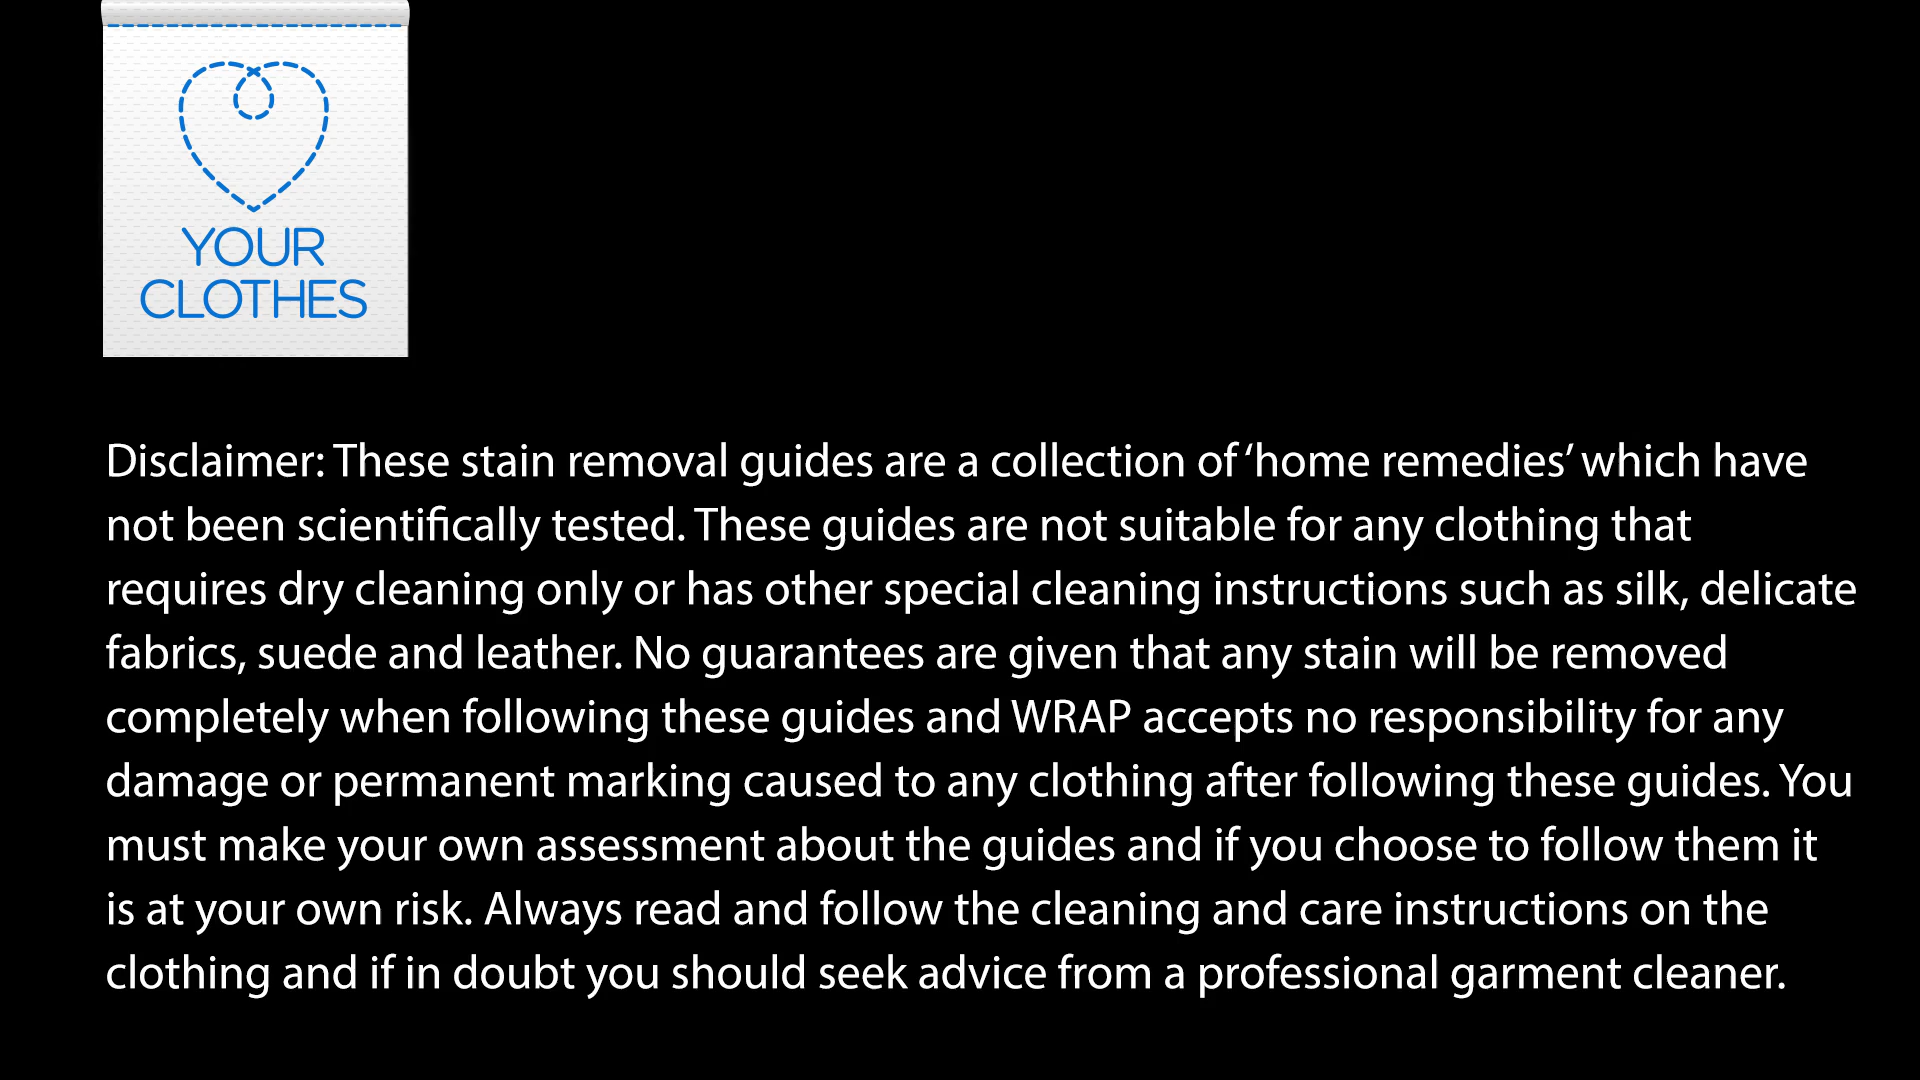 YOUR
CLOTHES
Disclaimer: These stain removal guides are a collection of ‘home remedies’ which have
not been scientifically tested. These guides are not suitable for any clothing that
requires dry cleaning only or has other special cleaning instructions such as silk, delicate
fabrics, suede and leather. No guarantees are given that any stain will be removed
completely when following these guides and WRAP accepts no responsibility for any
damage or permanent marking caused to any clothing after following these guides. You
must make your own assessment about the guides and if you choose to follow them it
is at your own risk. Always read and follow the cleaning and care instructions on the
clothing and if in doubt you should seek advice from a professional garment cleaner.